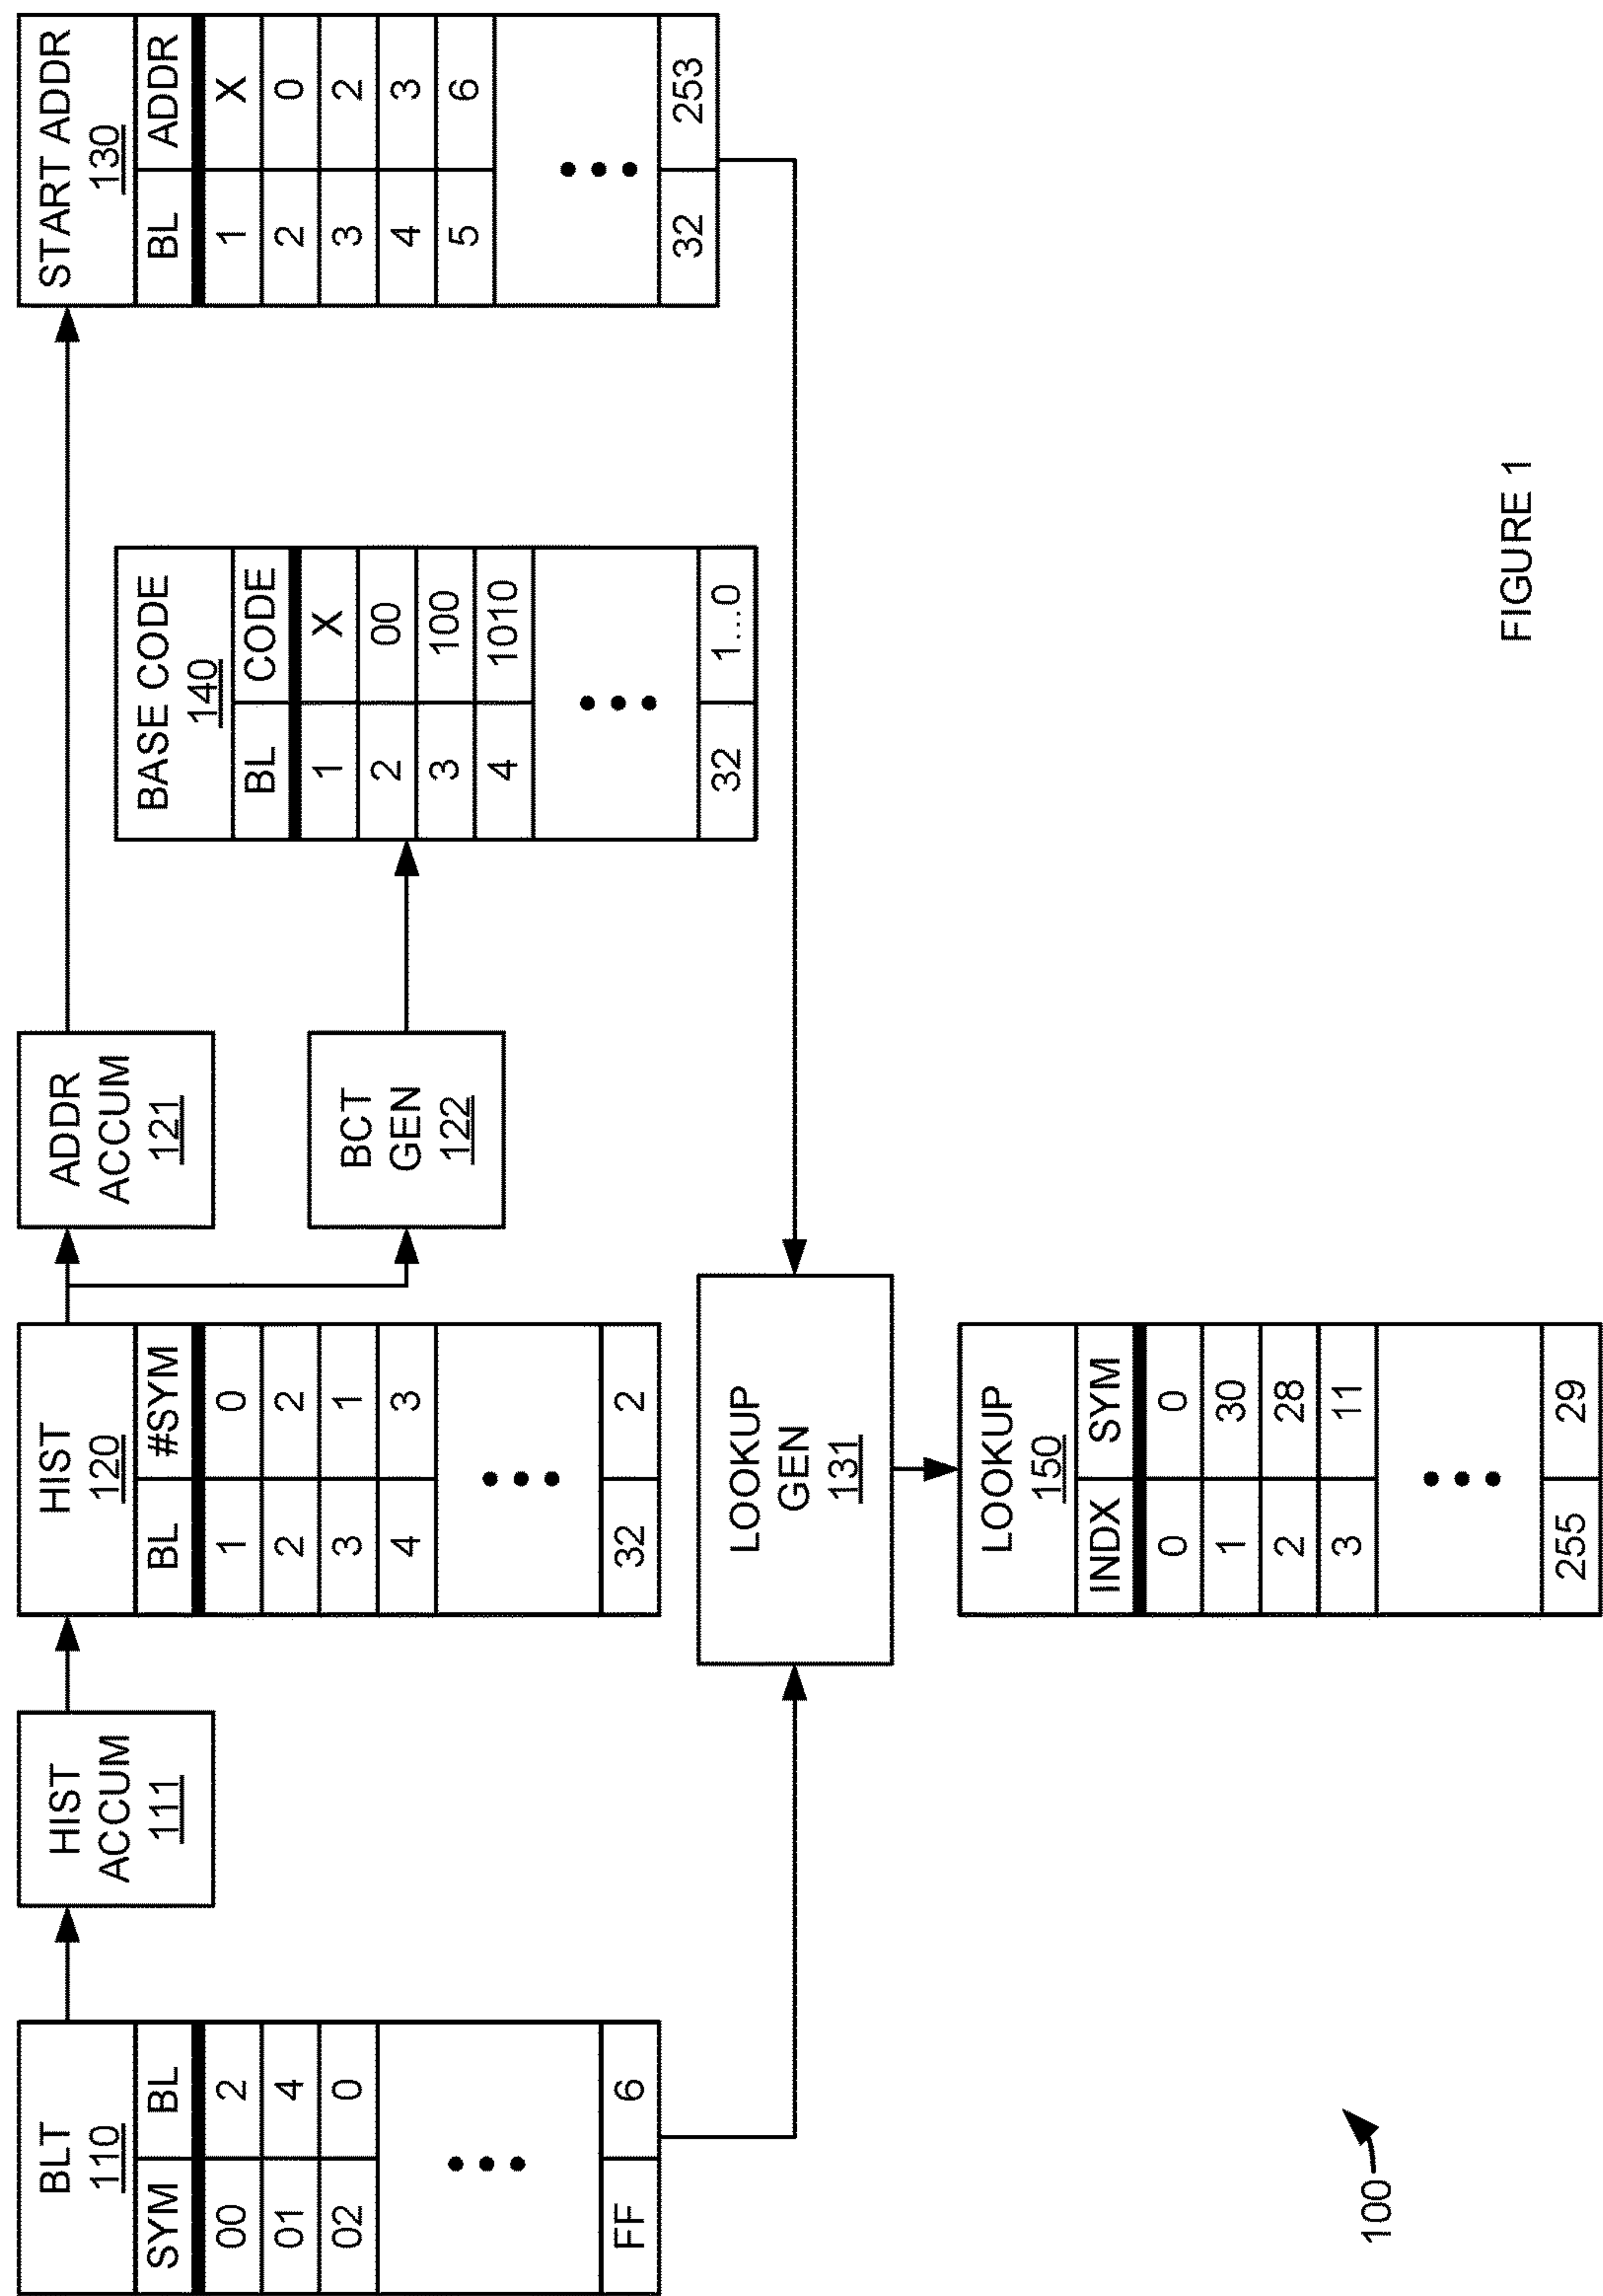 BLT
110
SYM BL
00 2
01 4
02 0
FF 6
HIST
ACCUM
111
HIST
120
BL #SYM
1 0
2 2
3 1
4 3
32 2
ADDR
ACCUM
121
BCT
GEN
122
BASE CODE
140
BL CODE
1 X
2 00
3 100
4 1010
32 1...0
START ADDR
130
BL ADDR
1 X
2 0
3 2
4 3
5 6
32 253
LOOKUP
GEN
131
LOOKUP
150
INDX SYM
0 0
1 30
2 28
3 11
255 29
100
FIGURE 1